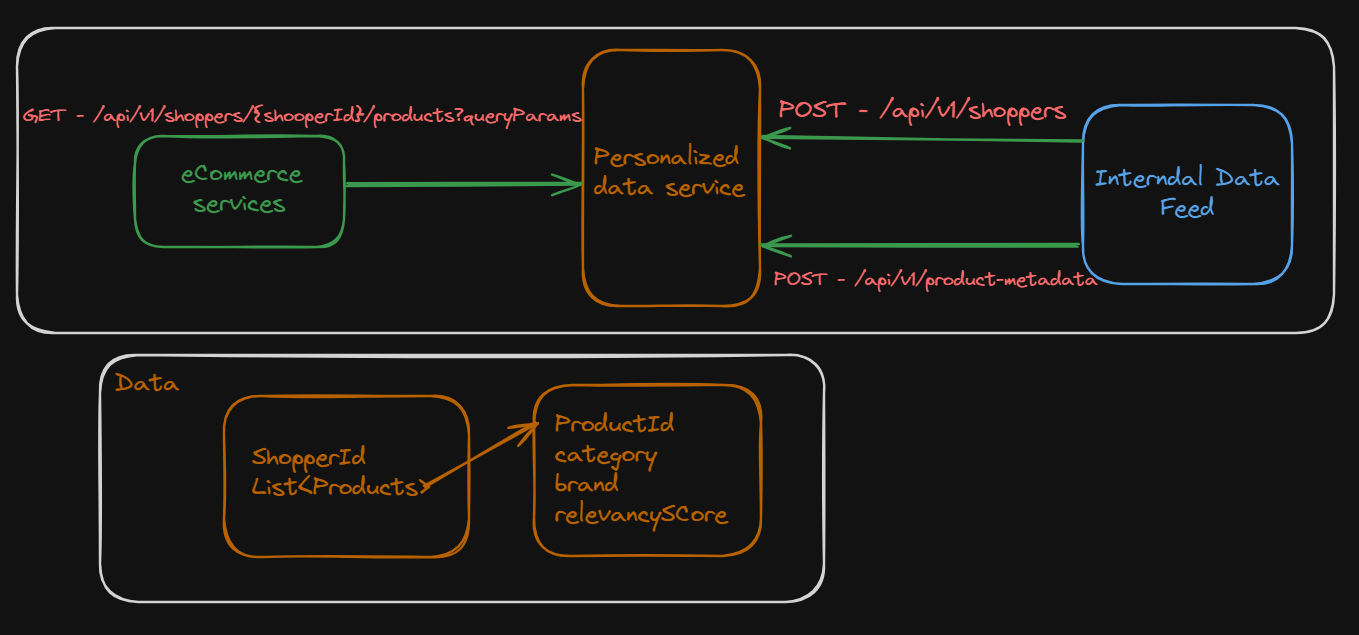 GET - /api/v1/shoppers/{shooperId}/products?queryParams
eCommerce
services
Personalized
data service
POST - /api/v1/shoppers
POST - /api/v1/product-metadata
Interndal Data
Feed
Data
ShopperId
List<Products>
ProductId
category
brand
relevancySCore